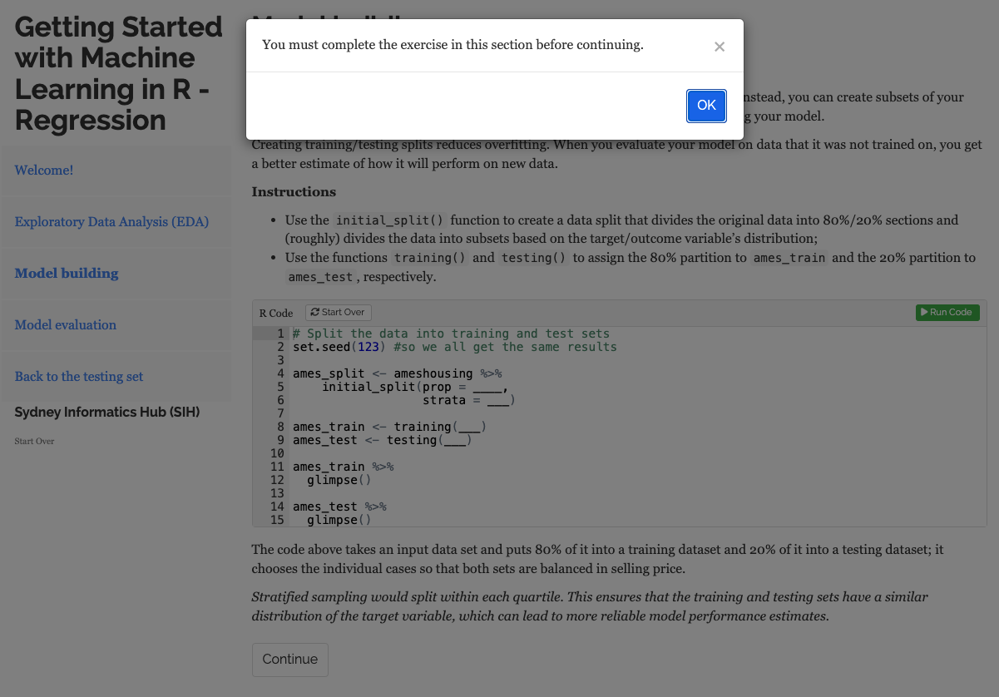 Getting Started
with Machine
Learning in R -
Regression
Welcome!
Exploratory Data Analysis (EDA)
Model building
Model evaluation
Back to the testing set
Sydney Informatics Hub (SIH)
Start Over
You must complete the exercise in this section before continuing.
×
OK
nstead, you can create subsets of your
g your model.
Creating training/testing splits reduces overfitting. When you evaluate your model on data that it was not trained on, you get
a better estimate of how it will perform on new data.
Instructions
• Use the initial_split() function to create a data split that divides the original data into 80%/20% sections and
(roughly) divides the data into subsets based on the target/outcome variable’s distribution;
• Use the functions training() and testing() to assign the 80% partition to ames_train and the 20% partition to
ames_test , respectively.
R Code Start Over Run Code
1 # Split the data into training and test sets
2 set.seed(123) #so we all get the same results
3
4 ames_split <- ameshousing %>%
5     initial_split(prop = ____,
6                   strata = ___)
7
8 ames_train <- training(___)
9 ames_test <- testing(___)
10
11 ames_train %>%
12   glimpse()
13
14 ames_test %>%
15   glimpse()
The code above takes an input data set and puts 80% of it into a training dataset and 20% of it into a testing dataset; it
chooses the individual cases so that both sets are balanced in selling price.
Stratified sampling would split within each quartile. This ensures that the training and testing sets have a similar
distribution of the target variable, which can lead to more reliable model performance estimates.
Continue